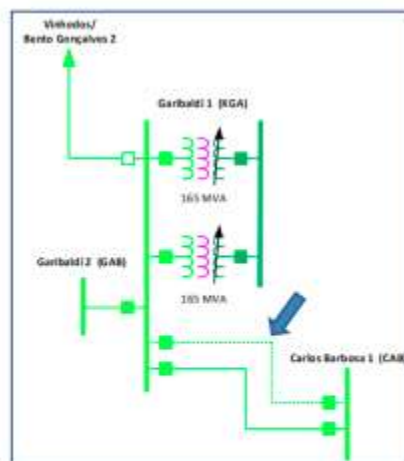 Vinhedos/
Bento Gonçalves 2
Garibaldi 1 (KGA)
165 MVA
Garibaldi 2 (GAB)
165 MVA
Carlos Barbosa 1 (CAB)